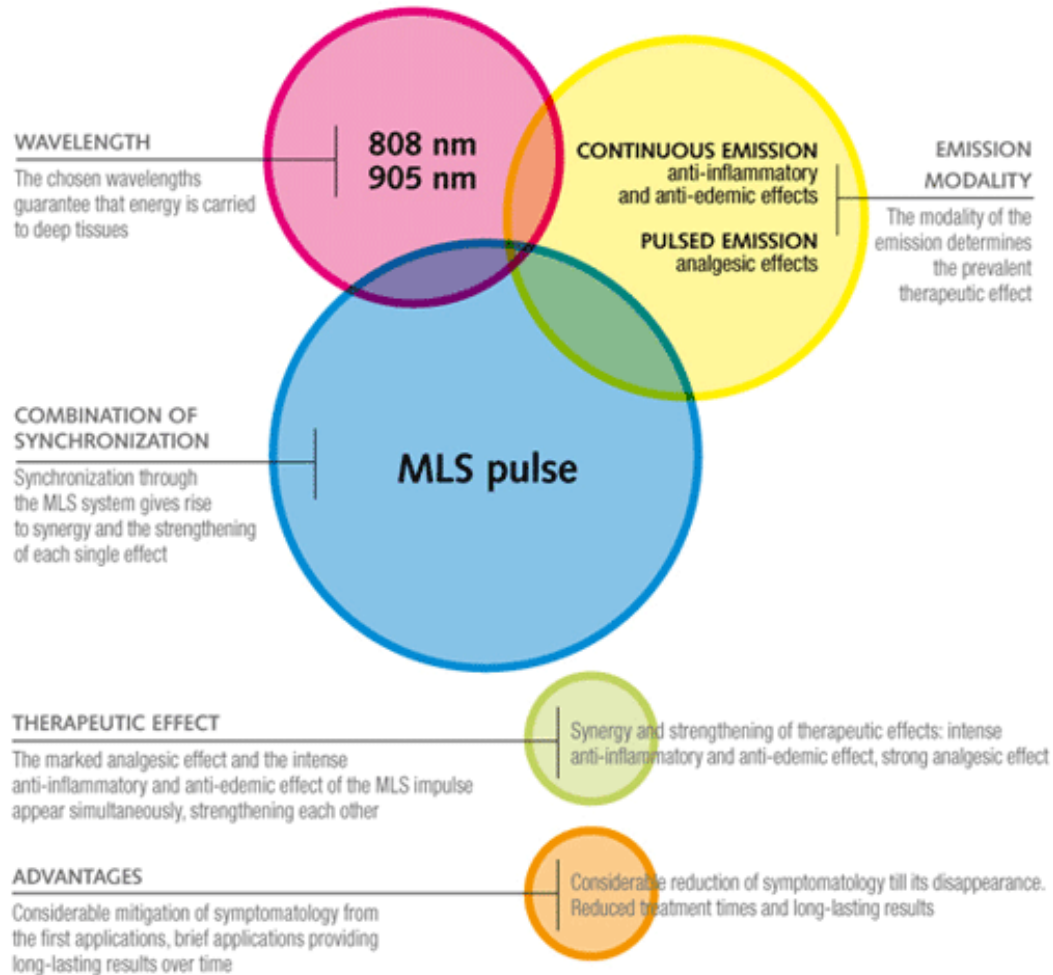 WAVELENGTH
The chosen wavelengths
guarantee that energy is carried
to deep tissues
808 nm
905 nm
CONTINUOUS EMISSION
anti-inflammatory
and anti-edemic effects
PULSED EMISSION
analgesic effects
EMISSION
MODALITY
The modality of the
emission determines
the prevalent
therapeutic effect
COMBINATION OF
SYNCHRONIZATION
Synchronization through
the MLS system gives rise
to synergy and the strengthening
of each single effect
MLS pulse
THERAPEUTIC EFFECT
The marked analgesic effect and the intense
anti-inflammatory and anti-edemic effect of the MLS impulse
appear simultaneously, strengthening each other
Synergy and strengthening of therapeutic effects: intense
anti-inflammatory and anti-edemic effect, strong analgesic effect
ADVANTAGES
Considerable mitigation of symptomatology from
the first applications, brief applications providing
long-lasting results over time
Considerable reduction of symptomatology till its disappearance.
Reduced treatment times and long-lasting results